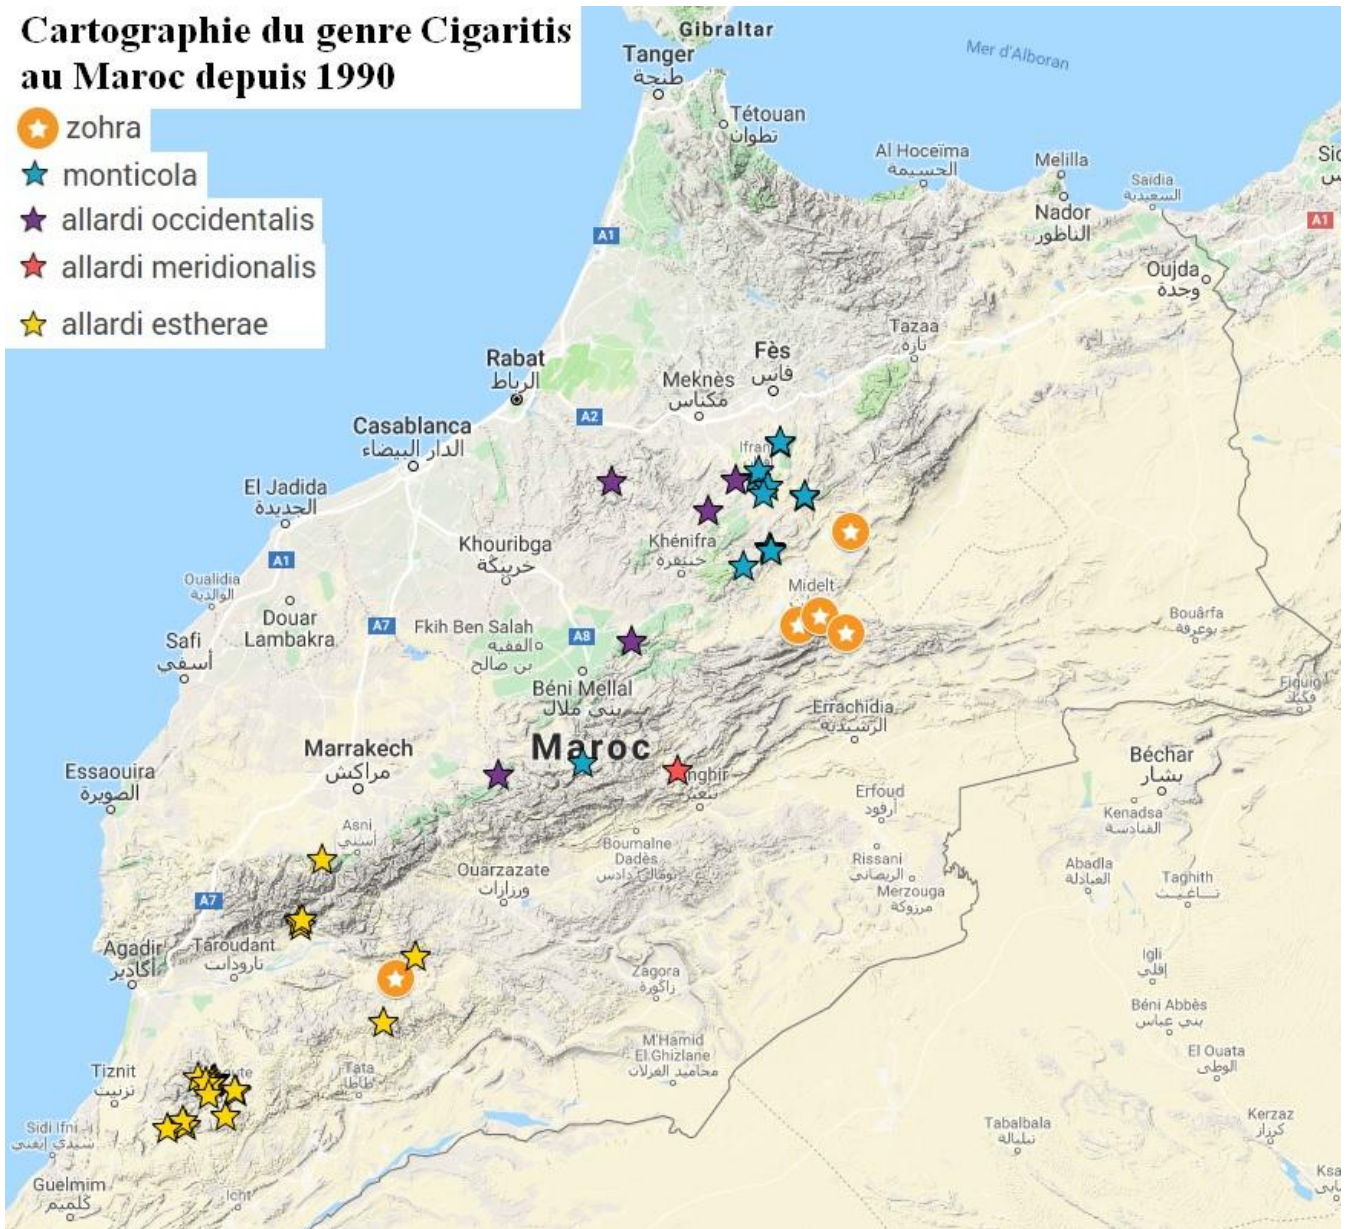 Cartographie du genre Cigaritis
au Maroc depuis 1990
zohra
monticola
allardi occidentalis
allardi meridionalis
allardi estherae
Gibraltar
Tanger
طنجة
Mer d'Alboran
Tétouan
تطوان
Al Hoceïma
الحسيمة
Melilla
Saïdia
السعيدية
Nador
الناظور
A1
A1
Oujda
وجدة
Tazaa
تازة
Rabat
الرباط
Fès
فاس
Meknès
مكناس
A2
Casablanca
الدار البيضاء
El Jadida
الجديدة
Khouribga
خريبكة
Khénifra
خنيفرة
A1
Oualidia
الوالدية
Douar
Lambakra
A7
Fkih Ben Salah
الفقيه
بن صالح
A8
Midelt
Bouârfa
بوعرفة
Safi
أسفي
Béni Mellal
بني ملال
Errachidia
الرشيدية
Figuig
فكيك
Marrakech
مراكش
Maroc
Essaouira
الصويرة
Béchar
بشار
Erfoud
أرفود
Kenadsa
القنادسة
Asni
أسني
Boumalne
Dadès
بومالن دادس
Ouarzazate
ورزازات
Rissani
الريصاني
Merzouga
مرزوكة
Abadla
العبادلة
Taghith
تاغيت
A7
Agadir
أكادير
Taroudant
تارودانت
Zagora
زاكورة
Igli
إقلي
Béni Abbès
بني عباس
M'Hamid
El Ghizlane
محاميد الغزلان
El Ouata
الوطى
Tiznit
تزنيت
Tata
طاطا
Sidi Ifni
سيدي إفني
Tabalbala
تبلبالة
Kerzaz
كرزاز
Guelmim
كلميم
Icht